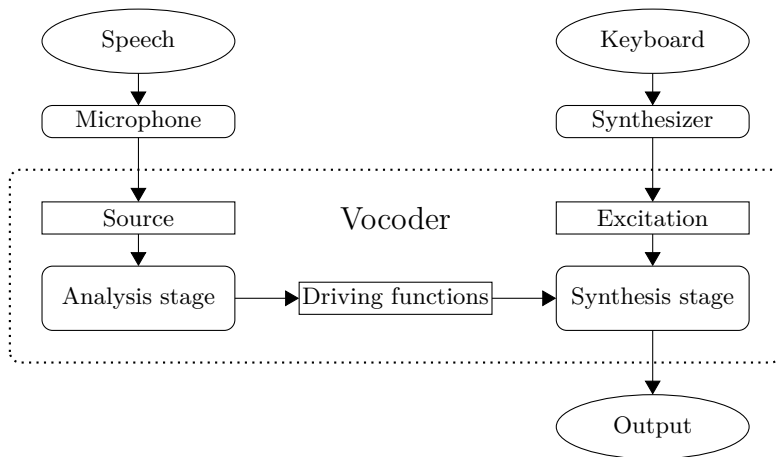 Speech
Keyboard
Microphone
Synthesizer
Source
Vocoder
Excitation
Analysis stage
Driving functions
Synthesis stage
Output